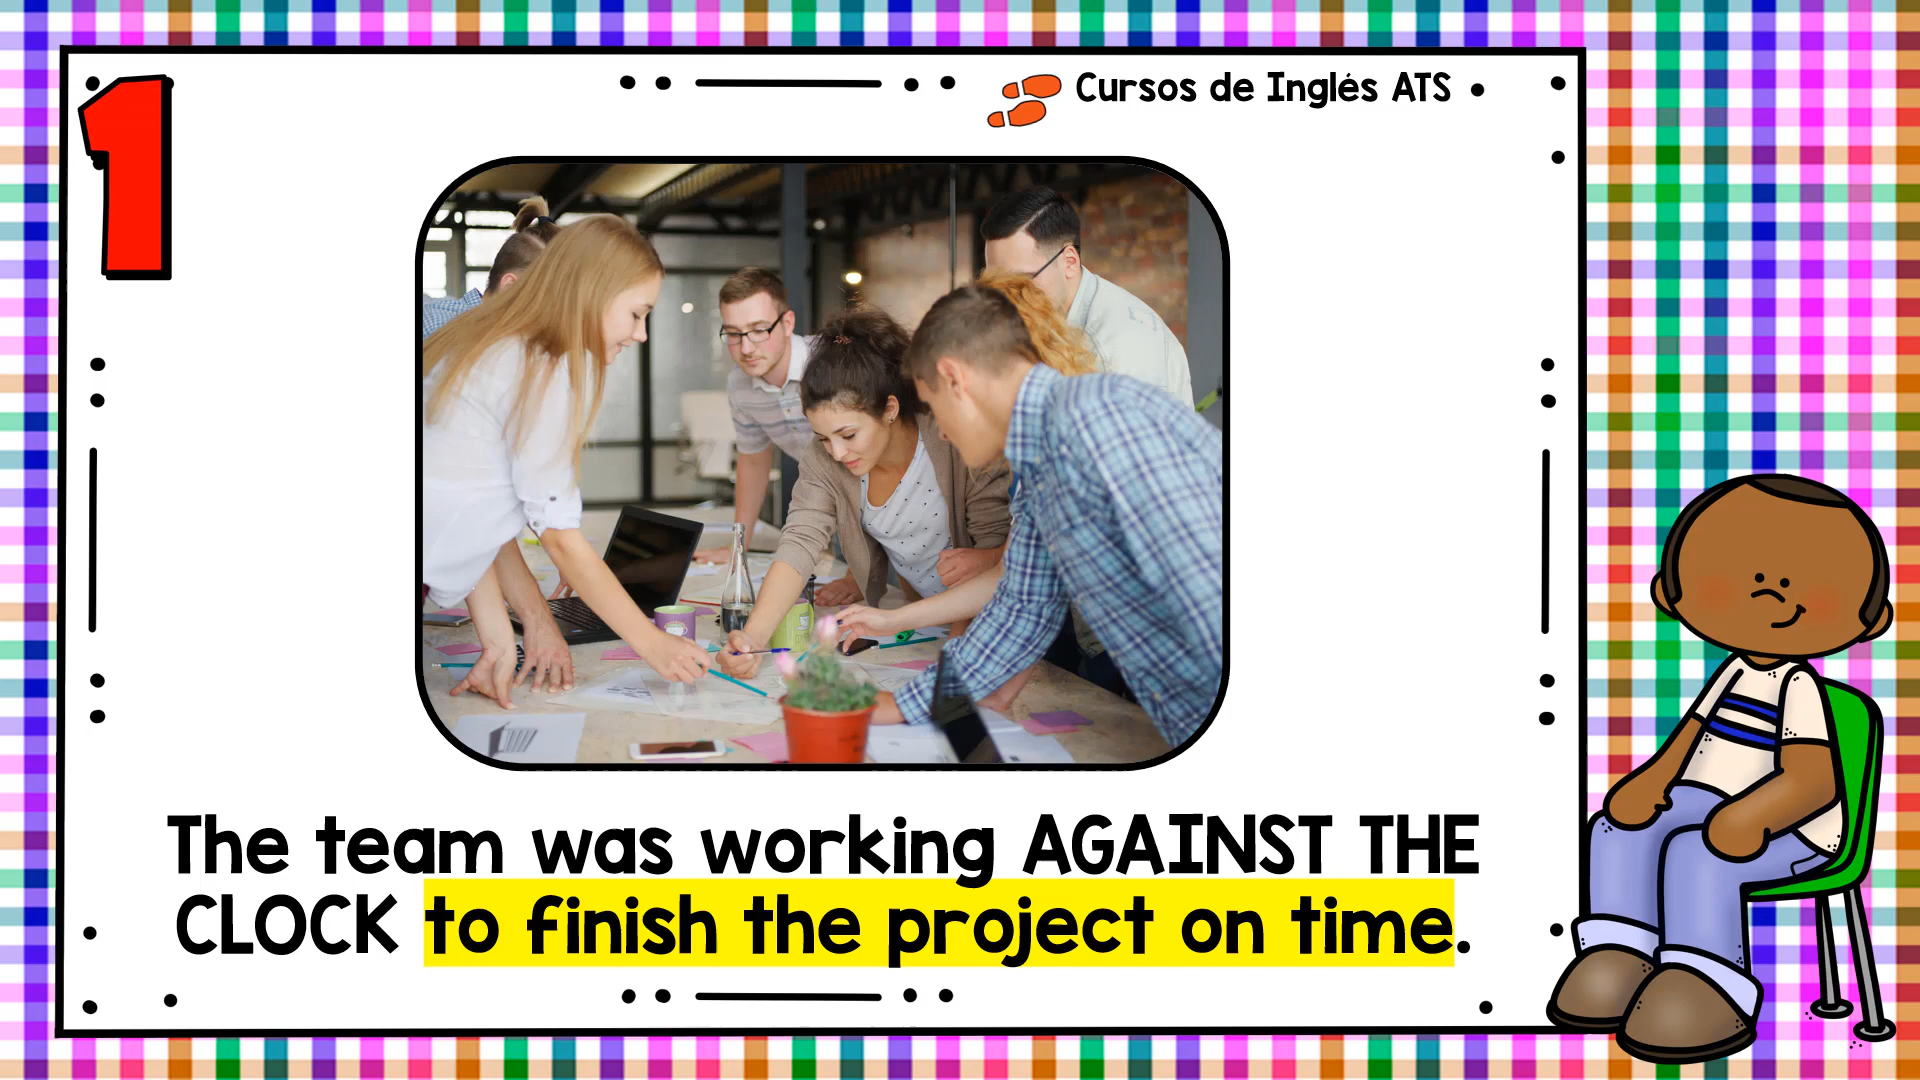 1
Cursos de Inglés ATS
The team was working AGAINST THE
CLOCK to finish the project on time.